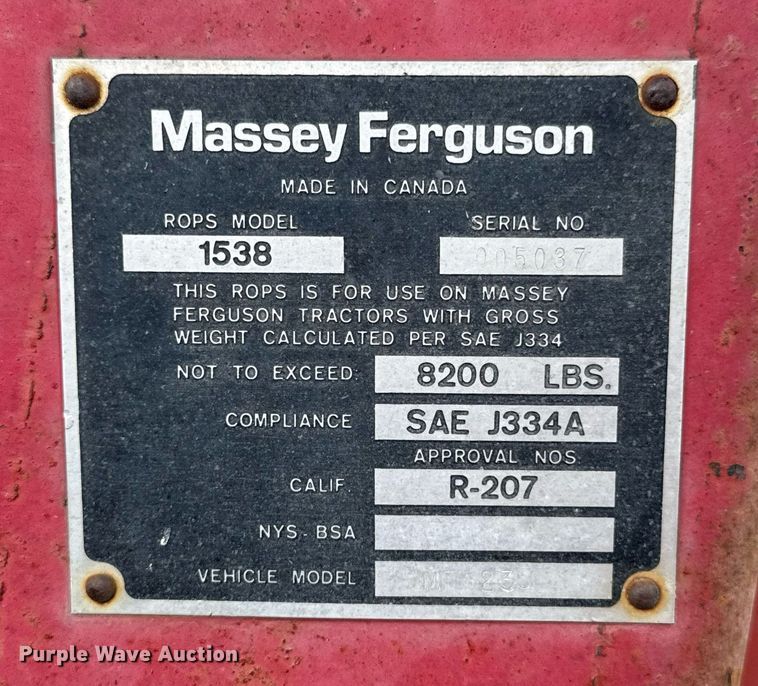 Massey Ferguson
MADE IN CANADA
ROPS MODEL SERIAL NO
1538 005037
THIS ROPS IS FOR USE ON MASSEY
FERGUSON TRACTORS WITH GROSS
WEIGHT CALCULATED PER SAE J334
NOT TO EXCEED: 8200 LBS.
COMPLIANCE SAE J334A
APPROVAL NOS
CALIF. R-207
NYS-BSA
VEHICLE MODEL MF
Purple Wave Auction